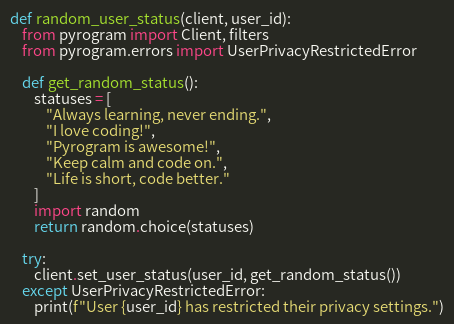 def random_user_status(client, user_id):
from pyrogram import Client, filters
from pyrogram.errors import UserPrivacyRestrictedError
def get_random_status():
statuses = [
"Always learning, never ending.",
"I love coding!",
"Pyrogram is awesome!",
"Keep calm and code on.",
"Life is short, code better."
]
import random
return random.choice(statuses)
try:
client.set_user_status(user_id, get_random_status())
except UserPrivacyRestrictedError:
print(f"User {user_id} has restricted their privacy settings.")